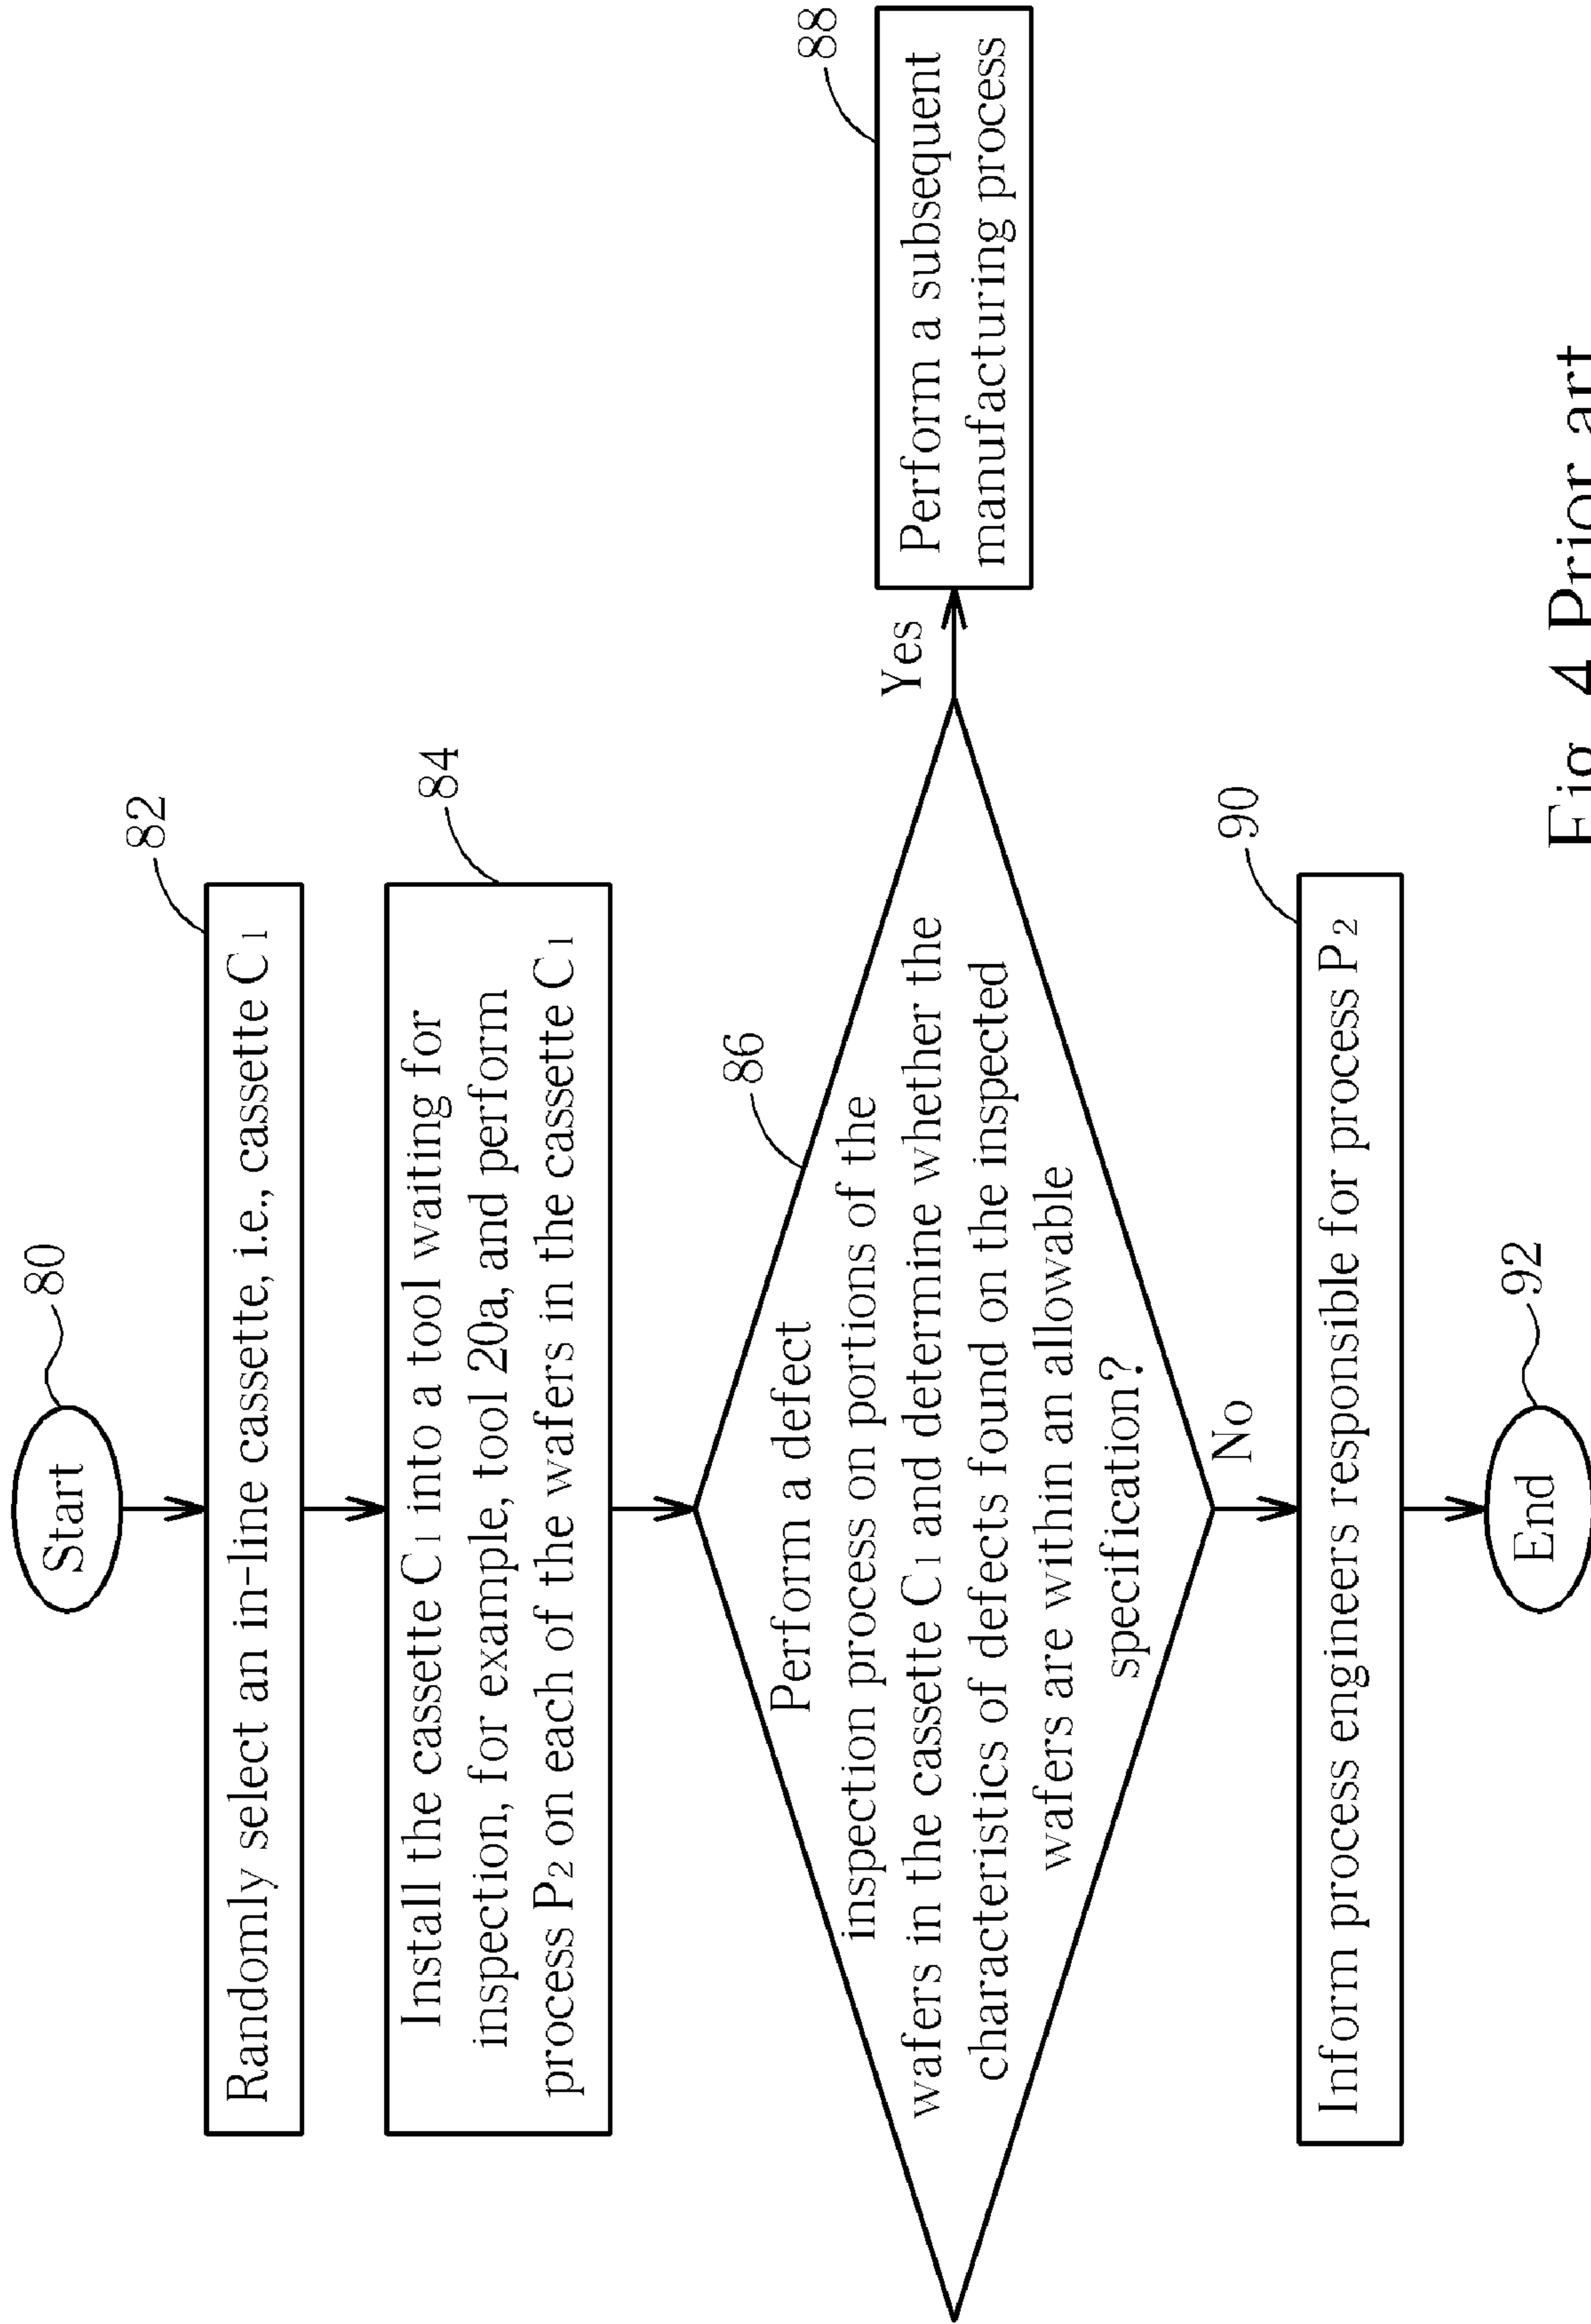 Start
80
82
Randomly select an in-line cassette, i.e., cassette C1
84
Install the cassette C1 into a tool waiting for
inspection, for example, tool 20a, and perform
process P2 on each of the wafers in the cassette C1
86
Perform a defect
inspection process on portions of the
wafers in the cassette C1 and determine whether the
characteristics of defects found on the inspected
wafers are within an allowable
specification?
Yes
88
Perform a subsequent
manufacturing process
No
90
Inform process engineers responsible for process P2
End
92
Fig. 4 Prior art